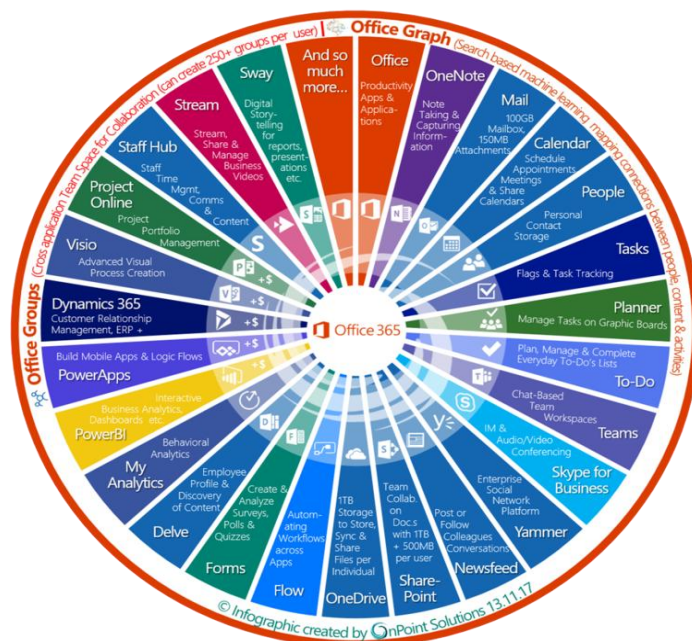 Office Groups (Cross application Team Space for Collaboration (can create 250+ groups per user)
Office Graph (Search based machine learning, mapping connections between people, content & activities)
Office
Productivity
Apps &
Applica-
tions
OneNote
Note
Taking &
Capturing
Infor-
mation
Mail
100GB
Mailbox,
150MB
Attachments
Calendar
Schedule
Appointments
Meetings
& Share
Calendars
People
Personal
Contact
Storage
Tasks
Flags & Task Tracking
Planner
Manage Tasks on Graphic Boards
Plan, Manage & Complete
Everyday To-Do's Lists
To-Do
Chat-Based
Team
Workspaces
Teams
IM &
Audio/Video
Conferencing
Skype for
Business
Enterprise
Social
Network
Platform
Yammer
Post or
Follow
Colleagues
Conversations
Newsfeed
Team
Collab.
on
Doc.s
with 1TB
+ 500MB
per user
Share-
Point
1TB
Storage
to Store,
Sync &
Share
Files per
Individual
OneDrive
Autom-
ating
Workflows
across
Apps
Flow
Create &
Analyze
Surveys,
Polls &
Quizzes
Forms
Employee
Profile &
Discovery
of Content
Delve
Behavioral
Analytics
My
Analytics
Interactive
Business Analytics,
Dashboards etc.
PowerBI
Build Mobile Apps & Logic Flows
PowerApps
Dynamics 365
Customer Relationship
Management, ERP +
Visio
Advanced Visual
Process Creation
Project
Online
Project
Portfolio
Management
Staff Hub
Staff
Time
Mgmt,
Comms
&
Content
Stream
Stream,
Share &
Manage
Business
Videos
Sway
Digital
Story-
telling for
reports,
present-
ations
etc.
And so
much
more...
+$
+$
+$
+$
+$
Office 365
© Infographic created by OnPoint Solutions 13.11.17